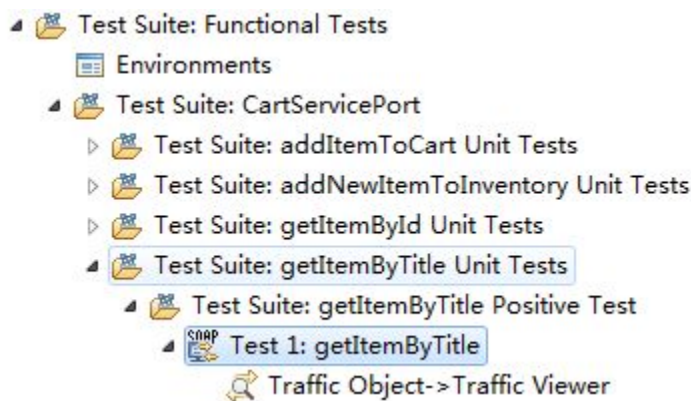 Test Suite: Functional Tests
Environments
Test Suite: CartServicePort
Test Suite: addItemToCart Unit Tests
Test Suite: addNewItemToInventory Unit Tests
Test Suite: getItemById Unit Tests
Test Suite: getItemByTitle Unit Tests
Test Suite: getItemByTitle Positive Test
SOAP Test 1: getItemByTitle
Traffic Object->Traffic Viewer